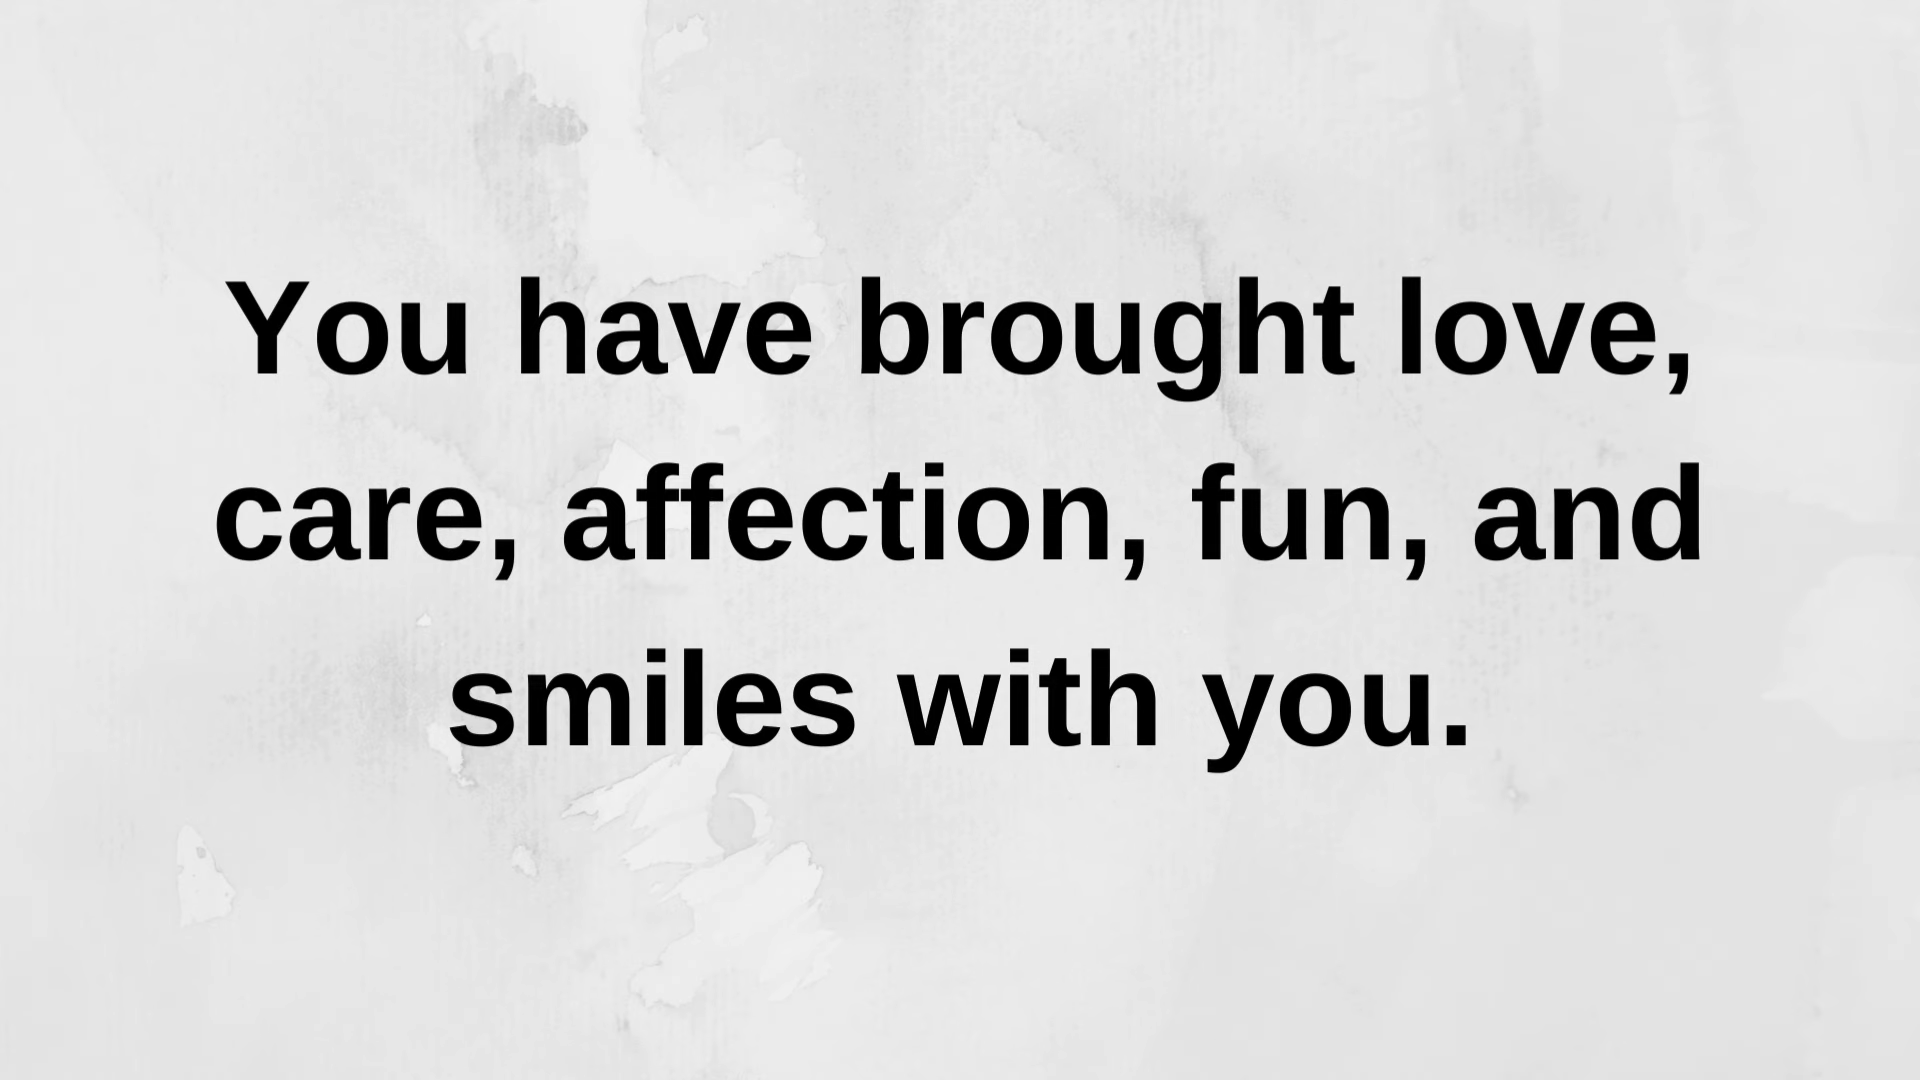 You have brought love,
care, affection, fun, and
smiles with you.